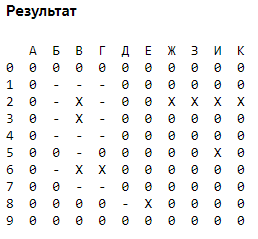 Результат
А Б В Г Д Е Ж З И К
0 0 0 0 0 0 0 0 0 0 0
1 0 - - - 0 0 0 0 0 0
2 0 - X - 0 0 X X X X
3 0 - X - 0 0 0 0 0 0
4 0 - - - 0 0 0 0 0 0
5 0 0 - 0 0 0 0 0 X 0
6 0 - X X 0 0 0 0 0 0
7 0 0 - - 0 0 0 0 0 0
8 0 0 0 0 - X 0 0 0 0
9 0 0 0 0 0 0 0 0 0 0